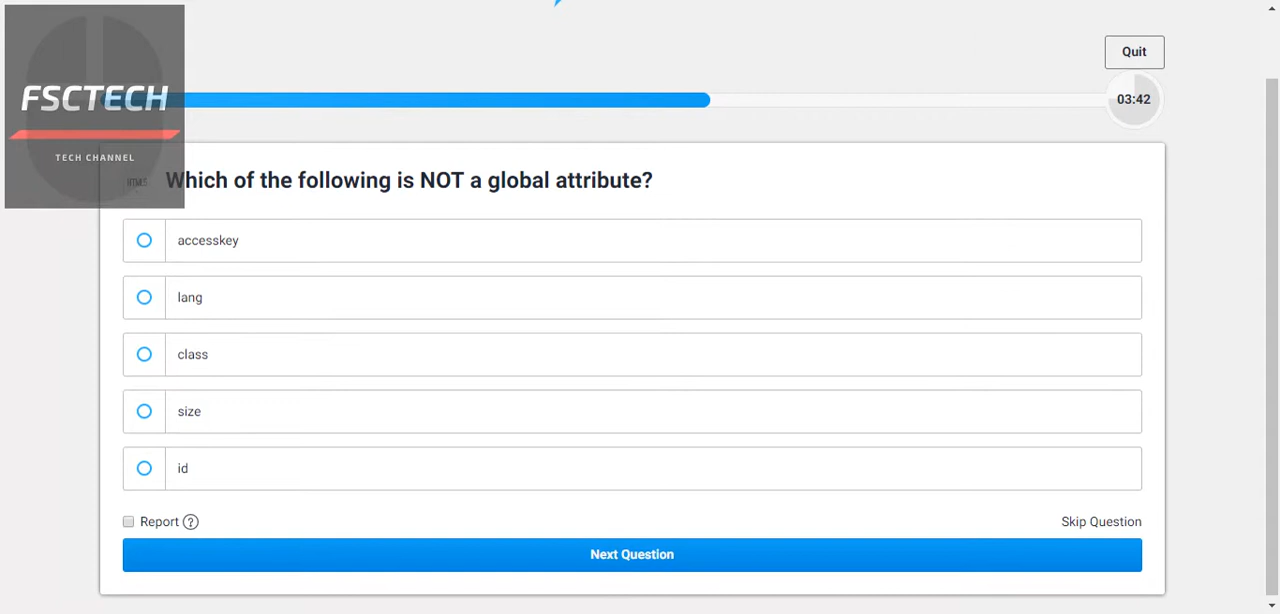 Quit
FSCTECH
TECH CHANNEL
03:42
Which of the following is NOT a global attribute?
accesskey
lang
class
size
id
Report ?
Skip Question
Next Question